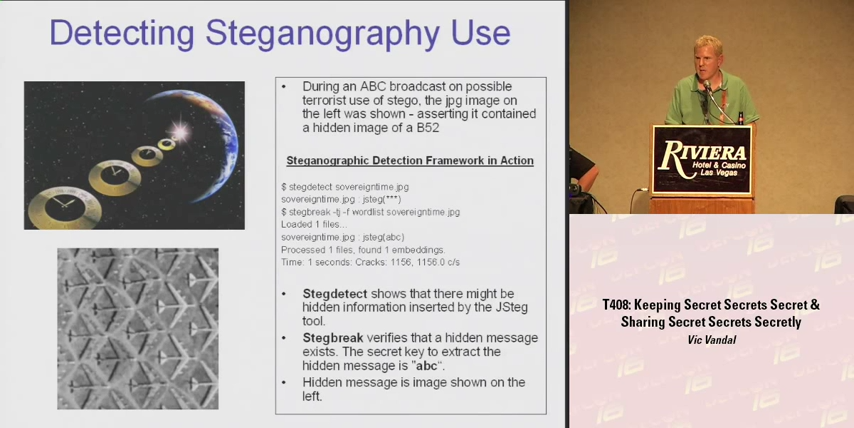 Detecting Steganography Use
• During an ABC broadcast on possible
terrorist use of stego, the jpg image on
the left was shown - asserting it contained
a hidden image of a B52
Steganographic Detection Framework in Action
$ stegdetect sovereigntime.jpg
sovereigntime.jpg : jsteg(***)
$ stegbreak -tj -f wordlist sovereigntime.jpg
Loaded 1 files...
sovereigntime.jpg : jsteg(abc)
Processed 1 files, found 1 embeddings.
Time: 1 seconds: Cracks: 1156, 1156.0 c/s
• Stegdetect shows that there might be
hidden information inserted by the JSteg
tool.
• Stegbreak verifies that a hidden message
exists. The secret key to extract the
hidden message is "abc".
• Hidden message is image shown on the
left.
RIVIERA
Hotel & Casino
Las Vegas
T408: Keeping Secret Secrets Secret &
Sharing Secret Secrets Secretly
Vic Vandal